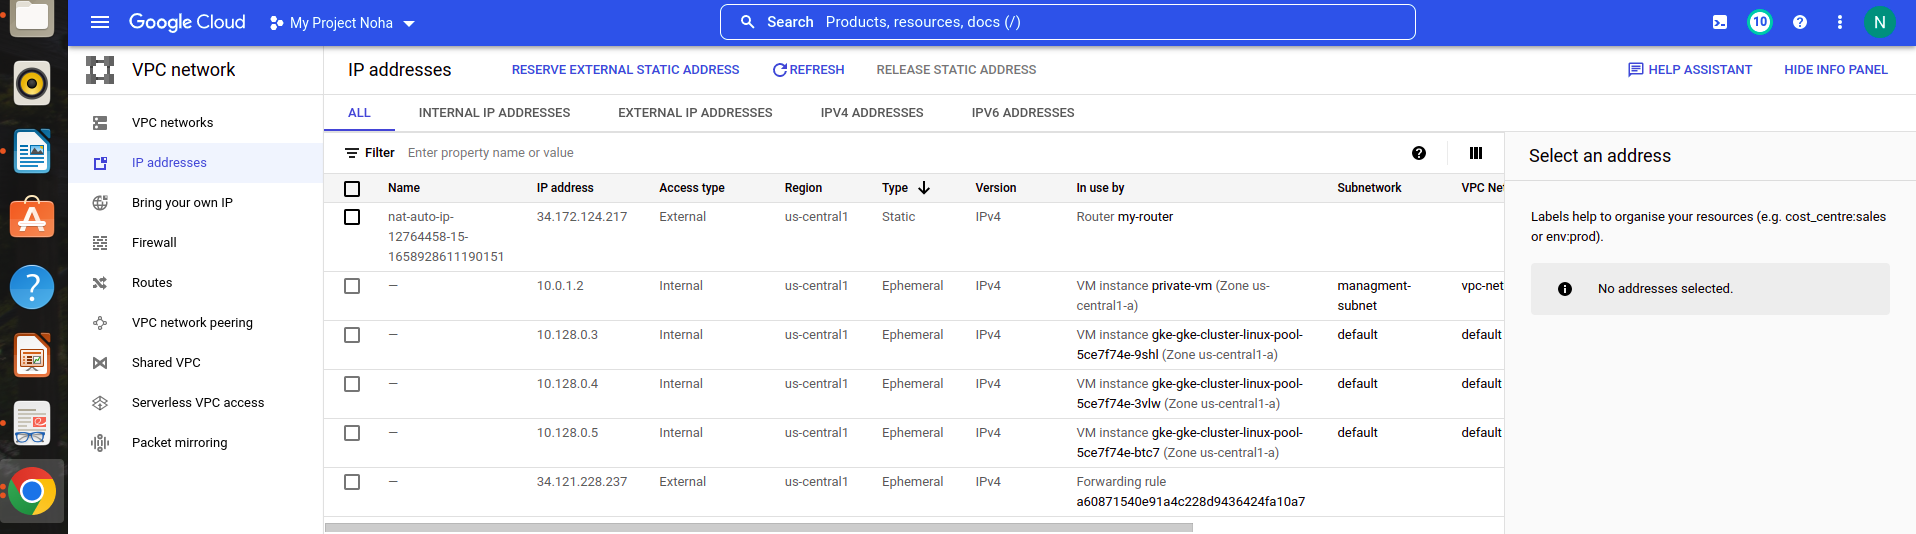 Google Cloud
My Project Noha
Search Products, resources, docs (/)
10
N
VPC network
IP addresses
RESERVE EXTERNAL STATIC ADDRESS
REFRESH
RELEASE STATIC ADDRESS
HELP ASSISTANT
HIDE INFO PANEL
VPC networks
IP addresses
Bring your own IP
Firewall
Routes
VPC network peering
Shared VPC
Serverless VPC access
Packet mirroring
ALL INTERNAL IP ADDRESSES EXTERNAL IP ADDRESSES IPV4 ADDRESSES IPV6 ADDRESSES
Filter Enter property name or value
Name IP address Access type Region Type Version In use by Subnetwork VPC Net
nat-auto-ip- 34.172.124.217 External us-central1 Static IPv4 Router my-router
12764458-15-
1658928611190151
— 10.0.1.2 Internal us-central1 Ephemeral IPv4 VM instance private-vm (Zone us- managment- vpc-net
central1-a) subnet
— 10.128.0.3 Internal us-central1 Ephemeral IPv4 VM instance gke-gke-cluster-linux-pool- default default
5ce7f74e-9shl (Zone us-central1-a)
— 10.128.0.4 Internal us-central1 Ephemeral IPv4 VM instance gke-gke-cluster-linux-pool- default default
5ce7f74e-3vlw (Zone us-central1-a)
— 10.128.0.5 Internal us-central1 Ephemeral IPv4 VM instance gke-gke-cluster-linux-pool- default default
5ce7f74e-btc7 (Zone us-central1-a)
— 34.121.228.237 External us-central1 Ephemeral IPv4 Forwarding rule
a60871540e91a4c228d9436424fa10a7
Select an address
Labels help to organise your resources (e.g. cost_centre:sales
or env:prod).
No addresses selected.